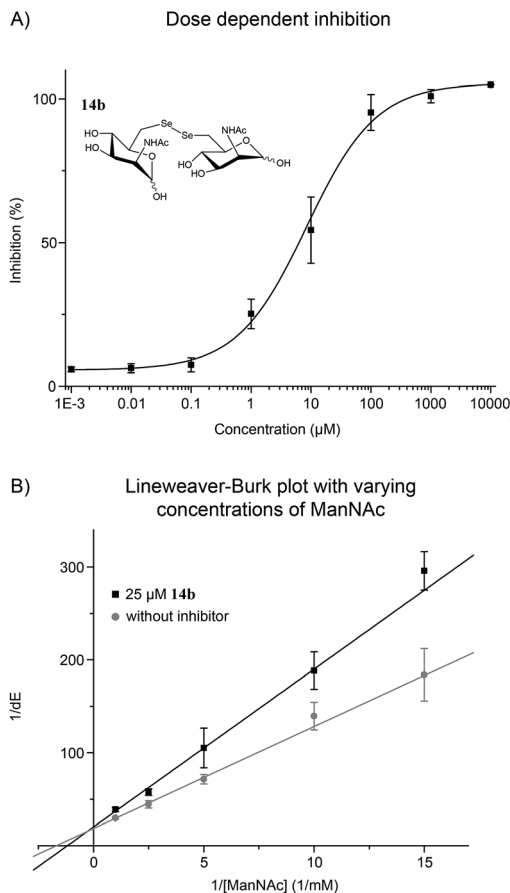 A) Dose dependent inhibition
14b
Se
Se
NHAc
HO
HO
O
NHAc
OH
O
HO
HO
OH
100
50
0
Inhibition (%)
1E-3 0.01 0.1 1 10 100 1000 10000
Concentration (µM)
B) Lineweaver-Burk plot with varying
concentrations of ManNAc
300
200
100
1/dE
25 µM 14b
without inhibitor
0 5 10 15
1/[ManNAc] (1/mM)